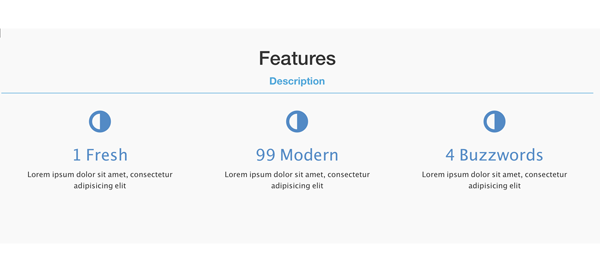 Features
Description
1 Fresh
Lorem ipsum dolor sit amet, consectetur
adipisicing elit
99 Modern
Lorem ipsum dolor sit amet, consectetur
adipisicing elit
4 Buzzwords
Lorem ipsum dolor sit amet, consectetur
adipisicing elit